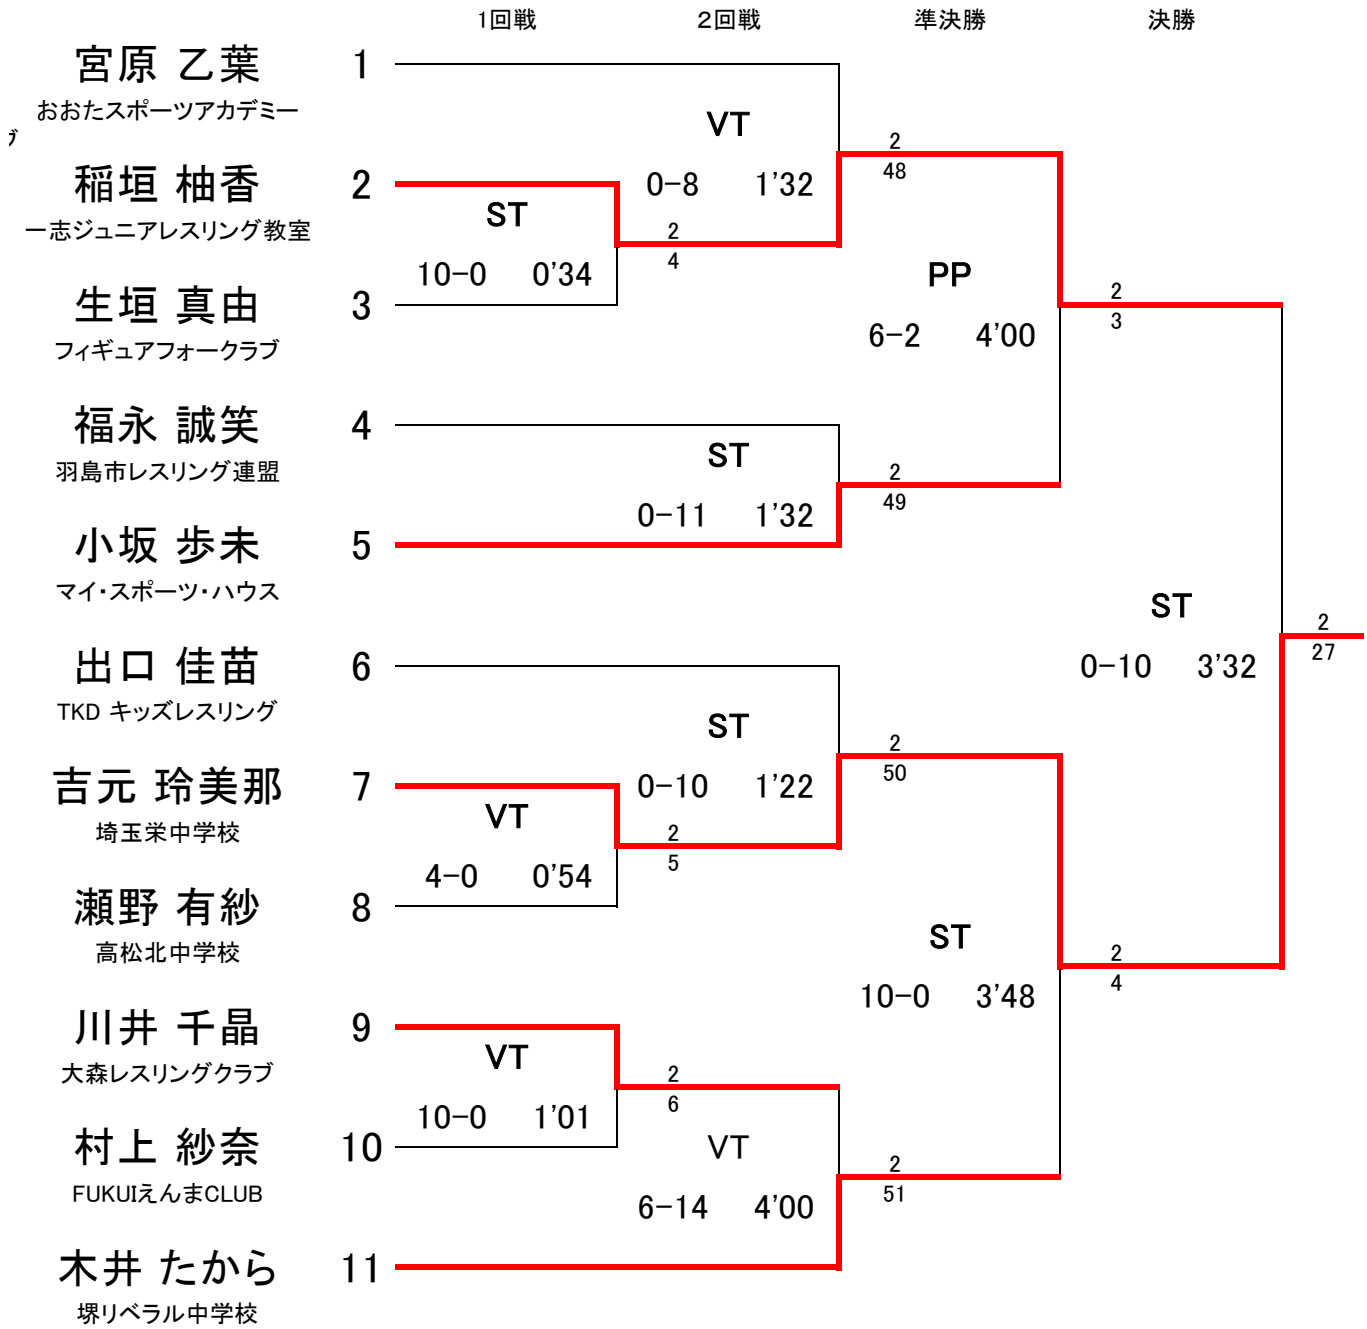 1回戦 2回戦 準決勝 決勝
宮原 乙葉 1
おおたスポーツアカデミー
VT
ブ
2
稲垣 柚香 2
0-8 1'32
48
一志ジュニアレスリング教室
ST
2
4
10-0 0'34
PP
生垣 真由 3
2
3
フィギュアフォークラブ
6-2 4'00
福永 誠笑 4
羽島市レスリング連盟
ST
2
49
0-11 1'32
小坂 歩未 5
マイ・スポーツ・ハウス
ST
2
27
出口 佳苗 6
0-10 3'32
TKD キッズレスリング
ST
2
50
吉元 玲美那 7
0-10 1'22
埼玉栄中学校
VT
2
5
4-0 0'54
瀬野 有紗 8
高松北中学校
ST
2
4
10-0 3'48
川井 千晶 9
大森レスリングクラブ
VT
2
6
10-0 1'01
村上 紗奈 10
VT
FUKUIえんまCLUB
2
51
6-14 4'00
木井 たから 11
堺リベラル中学校